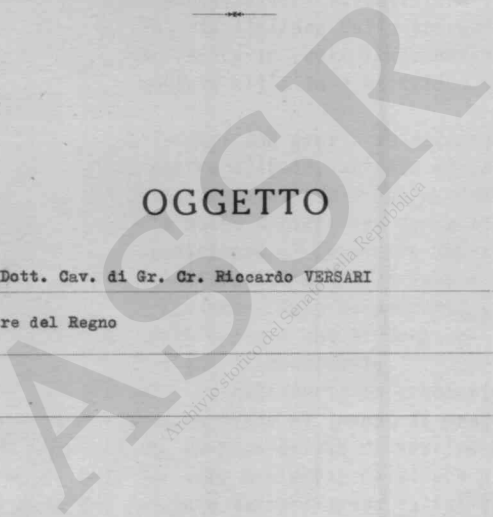 OGGETTO
Dott. Cav. di Gr. Cr. Riccardo VERSARI
re del Regno
ASSR
Archivio storico del Senato della Repubblica